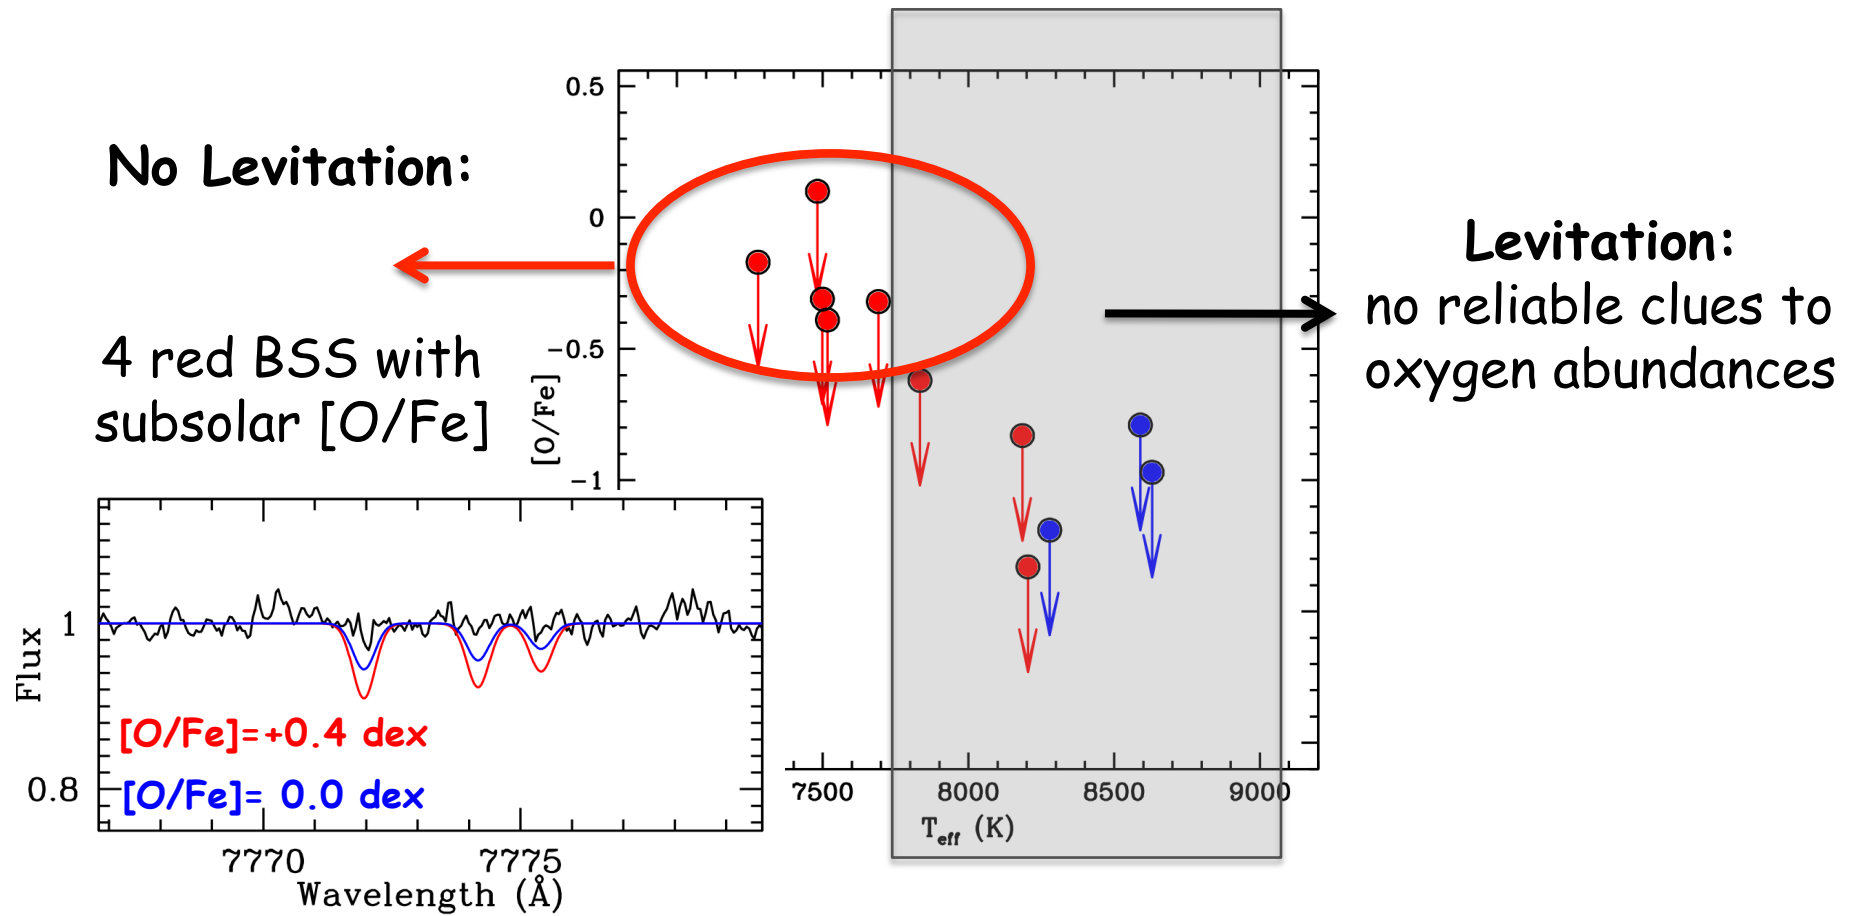 No Levitation:
4 red BSS with
subsolar [O/Fe]
0.5
0
−0.5
−1
[O/Fe]
7500
8000
8500
9000
T_eff (K)
Levitation:
no reliable clues to
oxygen abundances
1
0.8
Flux
[O/Fe]=+0.4 dex
[O/Fe]= 0.0 dex
7770
7775
Wavelength (Å)